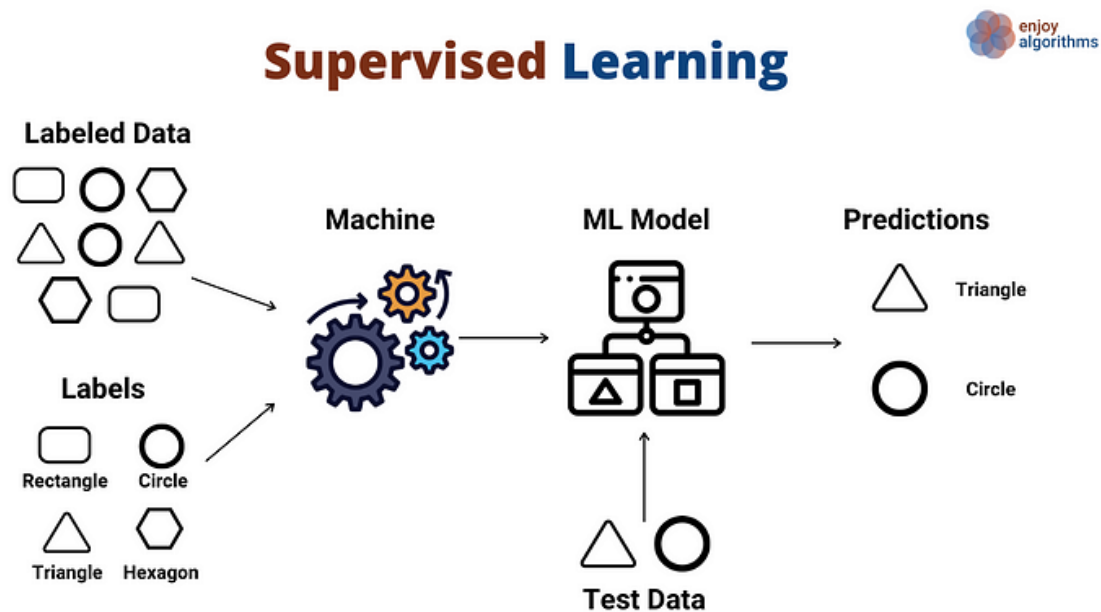 enjoy
algorithms
Supervised Learning
Labeled Data
Machine
ML Model
Predictions
Triangle
Circle
Labels
Rectangle
Circle
Triangle
Hexagon
Test Data